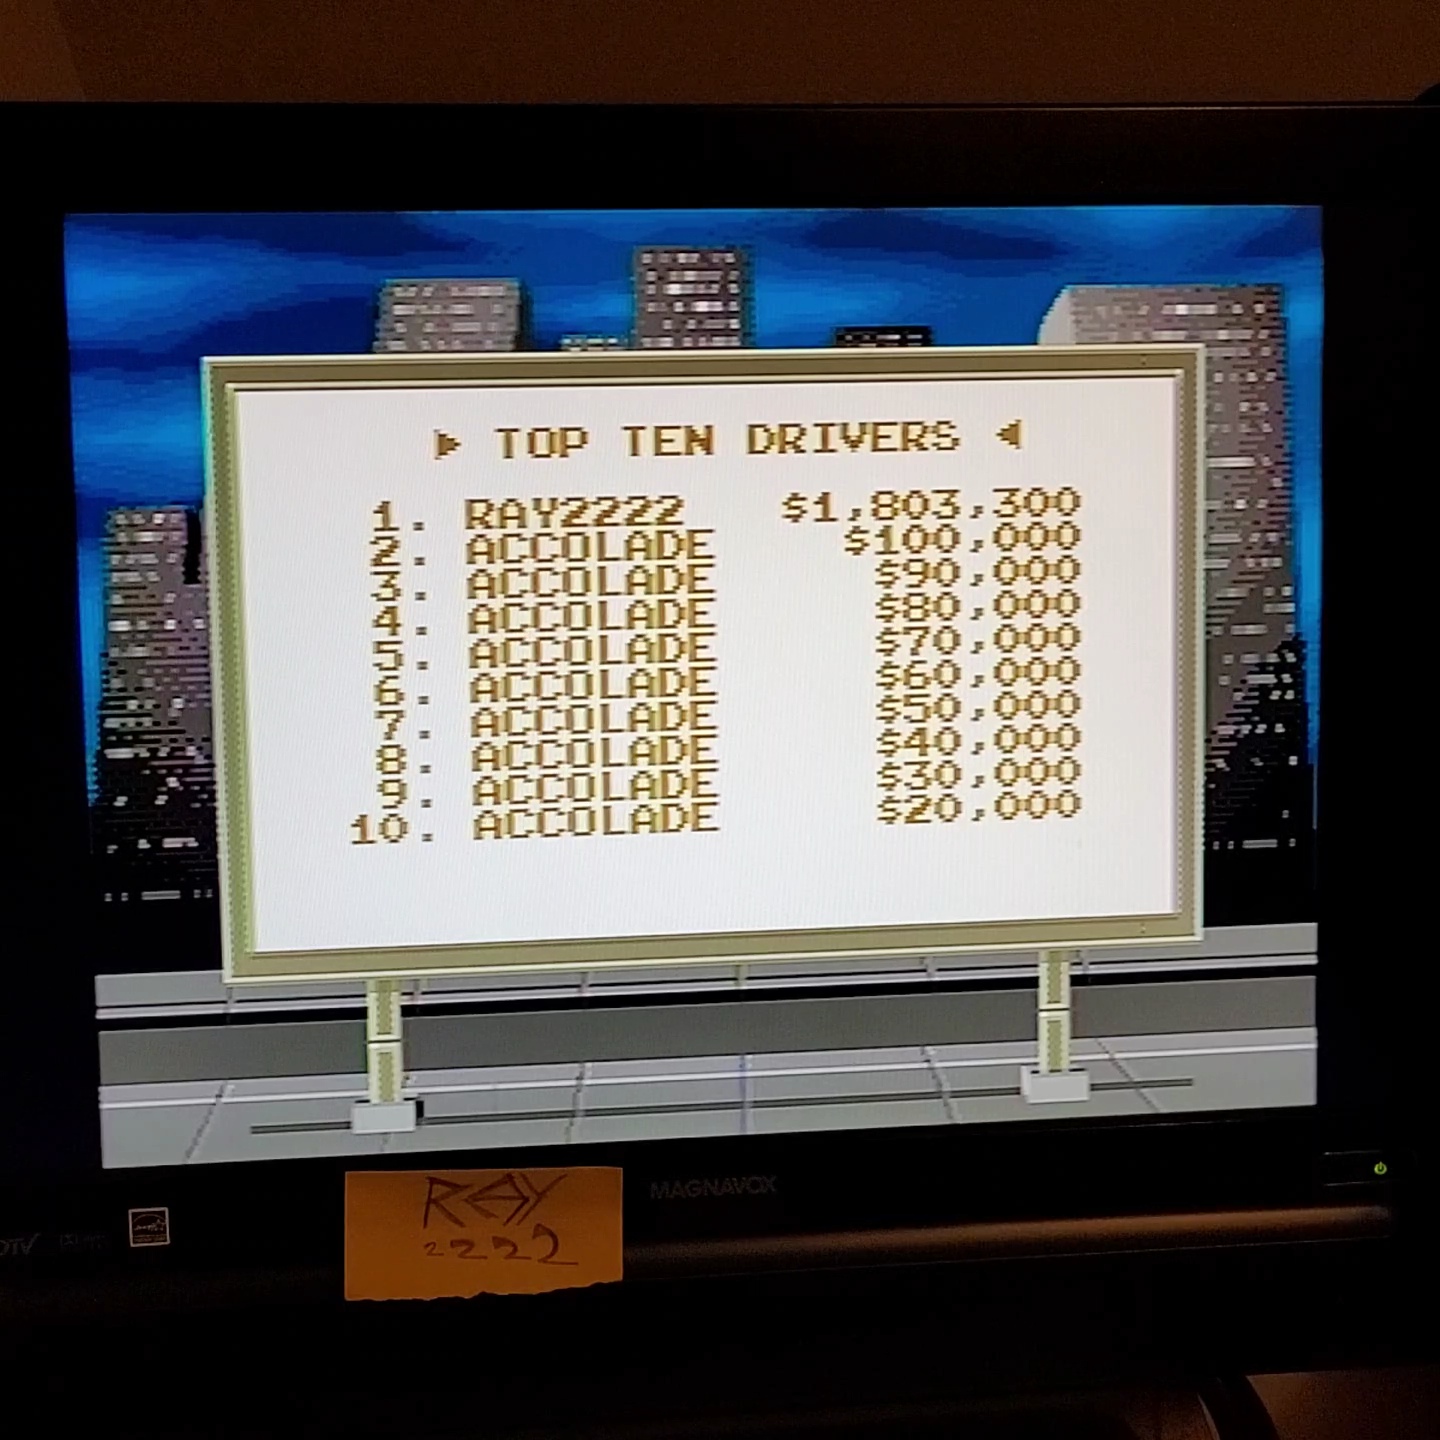 ▶ TOP TEN DRIVERS ◀
1. RAY2222 $1,803,300
2. ACCOLADE $100,000
3. ACCOLADE $90,000
4. ACCOLADE $80,000
5. ACCOLADE $70,000
6. ACCOLADE $60,000
7. ACCOLADE $50,000
8. ACCOLADE $40,000
9. ACCOLADE $30,000
10. ACCOLADE $20,000
RAY
2222
MAGNAVOX
DTV